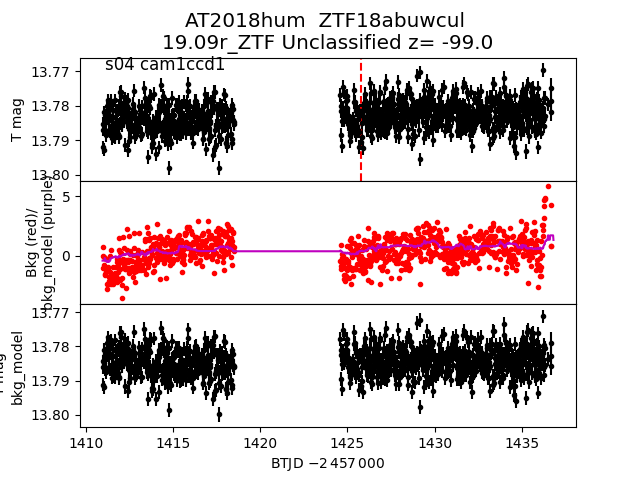 AT2018hum  ZTF18abuwcul
19.09r_ZTF Unclassified z= -99.0
s04 cam1ccd1
13.77
13.78
13.79
13.80
T mag
5
0
Bkg (red)/
bkg_model (purple)
13.77
13.78
13.79
13.80
mag
bkg_model
1410
1415
1420
1425
1430
1435
BTJD −2 457 000